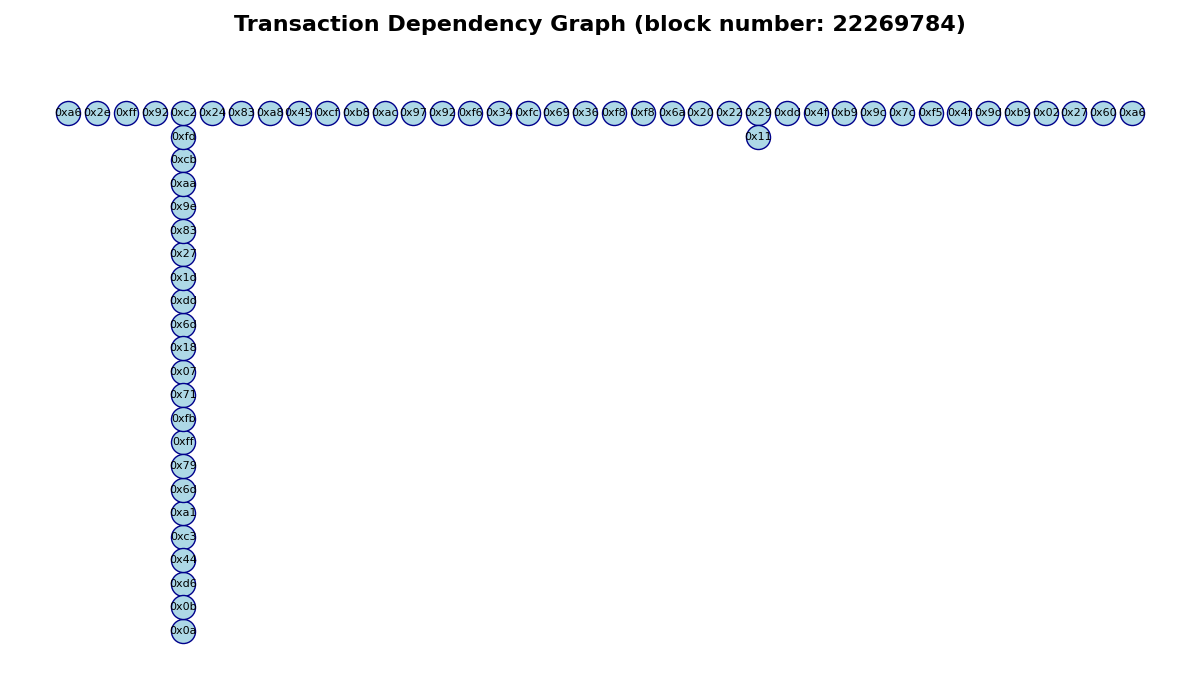 Transaction Dependency Graph (block number: 22269784)
0xa6 0x2e 0xff 0x92 0xc2 0x24 0x83 0xa8 0x45 0xcf 0xb8 0xac 0x97 0x92 0xf6 0x34 0xfc 0x69 0x36 0xf8 0xf8 0x6a 0x20 0x22 0x29 0xdd 0x4f 0xb9 0x9c 0x7c 0xf5 0x4f 0x9d 0xb9 0x02 0x27 0x60 0xa6
0xfd 0x11
0xcb
0xaa
0x9e
0x83
0x27
0x1d
0xdd
0x6d
0x18
0x07
0x71
0xfb
0xff
0x79
0x6d
0xa1
0xc3
0x44
0xd6
0x0b
0x0a